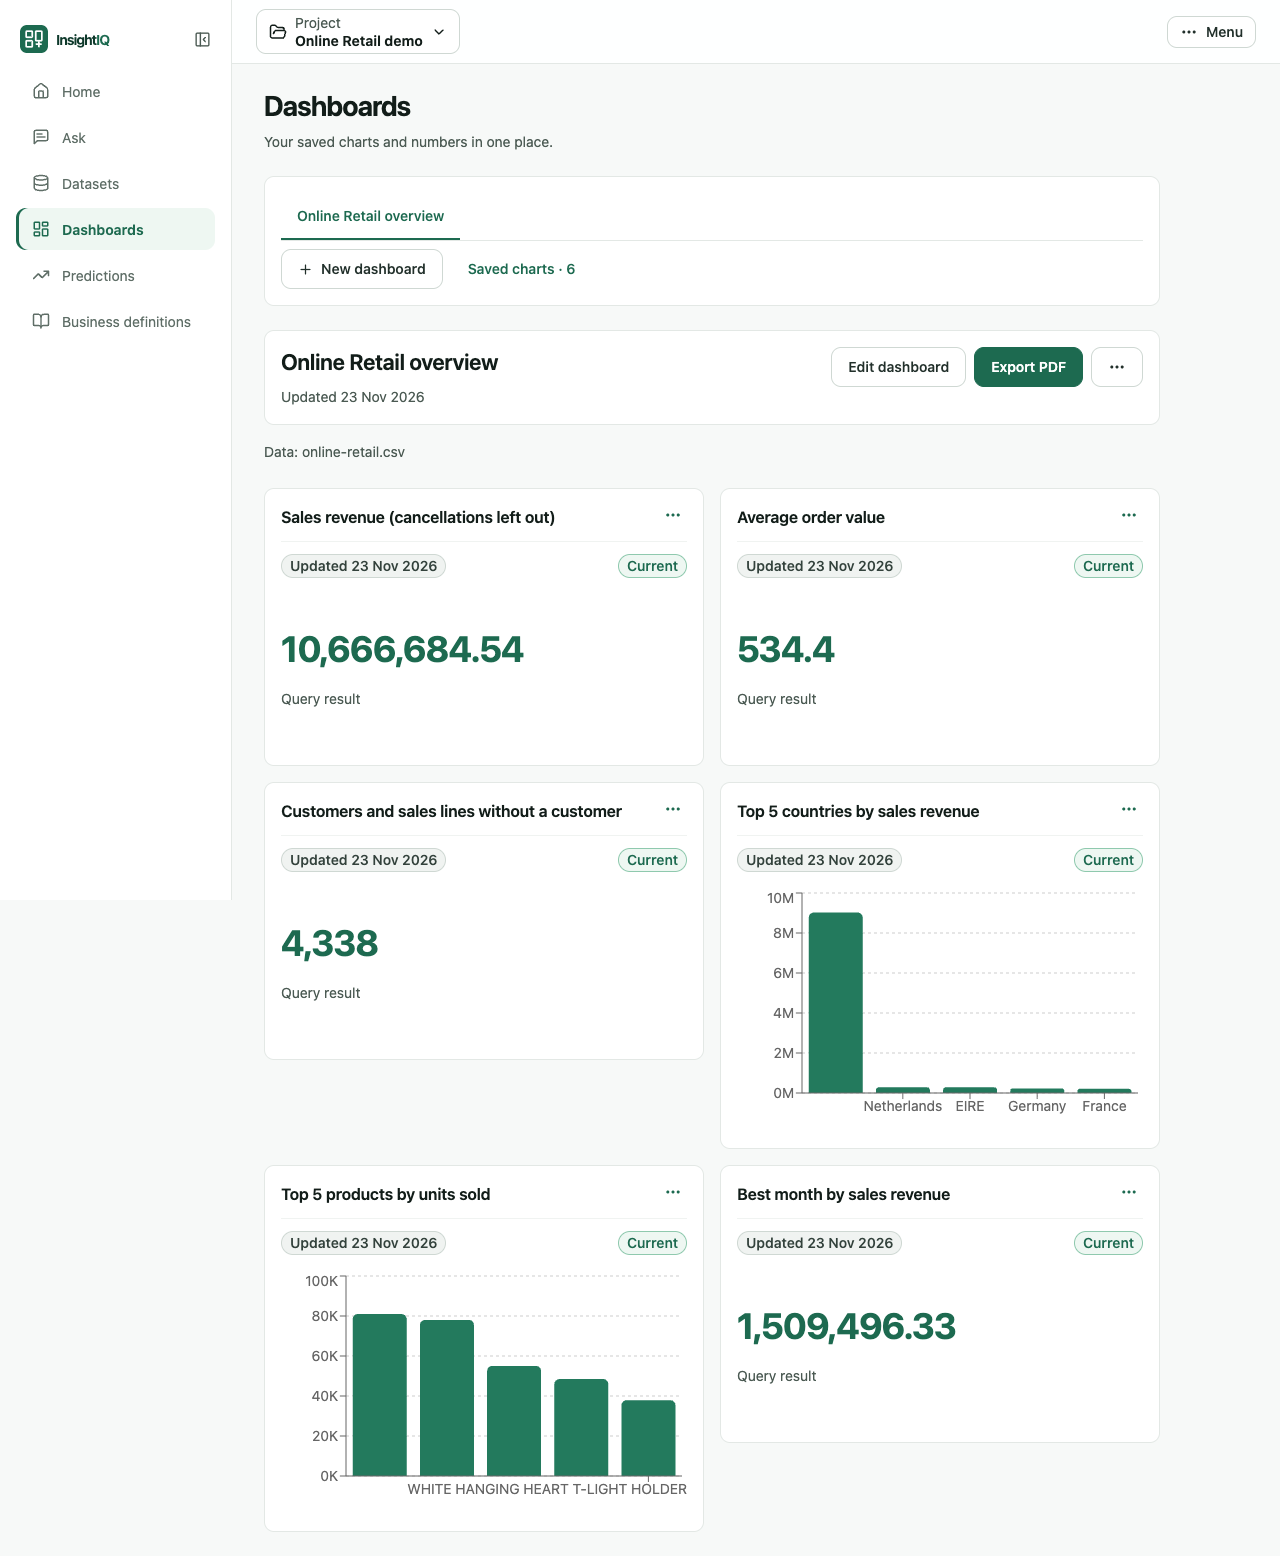 InsightIQ
Project
Online Retail demo
Menu
Home
Ask
Datasets
Dashboards
Predictions
Business definitions
Dashboards
Your saved charts and numbers in one place.
Online Retail overview
New dashboard
Saved charts · 6
Online Retail overview
Updated 23 Nov 2026
Edit dashboard
Export PDF
Data: online-retail.csv
Sales revenue (cancellations left out)
Updated 23 Nov 2026
Current
10,666,684.54
Query result
Average order value
Updated 23 Nov 2026
Current
534.4
Query result
Customers and sales lines without a customer
Updated 23 Nov 2026
Current
4,338
Query result
Top 5 countries by sales revenue
Updated 23 Nov 2026
Current
10M
8M
6M
4M
2M
0M
Netherlands
EIRE
Germany
France
Top 5 products by units sold
Updated 23 Nov 2026
Current
100K
80K
60K
40K
20K
0K
WHITE HANGING HEART T-LIGHT HOLDER
Best month by sales revenue
Updated 23 Nov 2026
Current
1,509,496.33
Query result